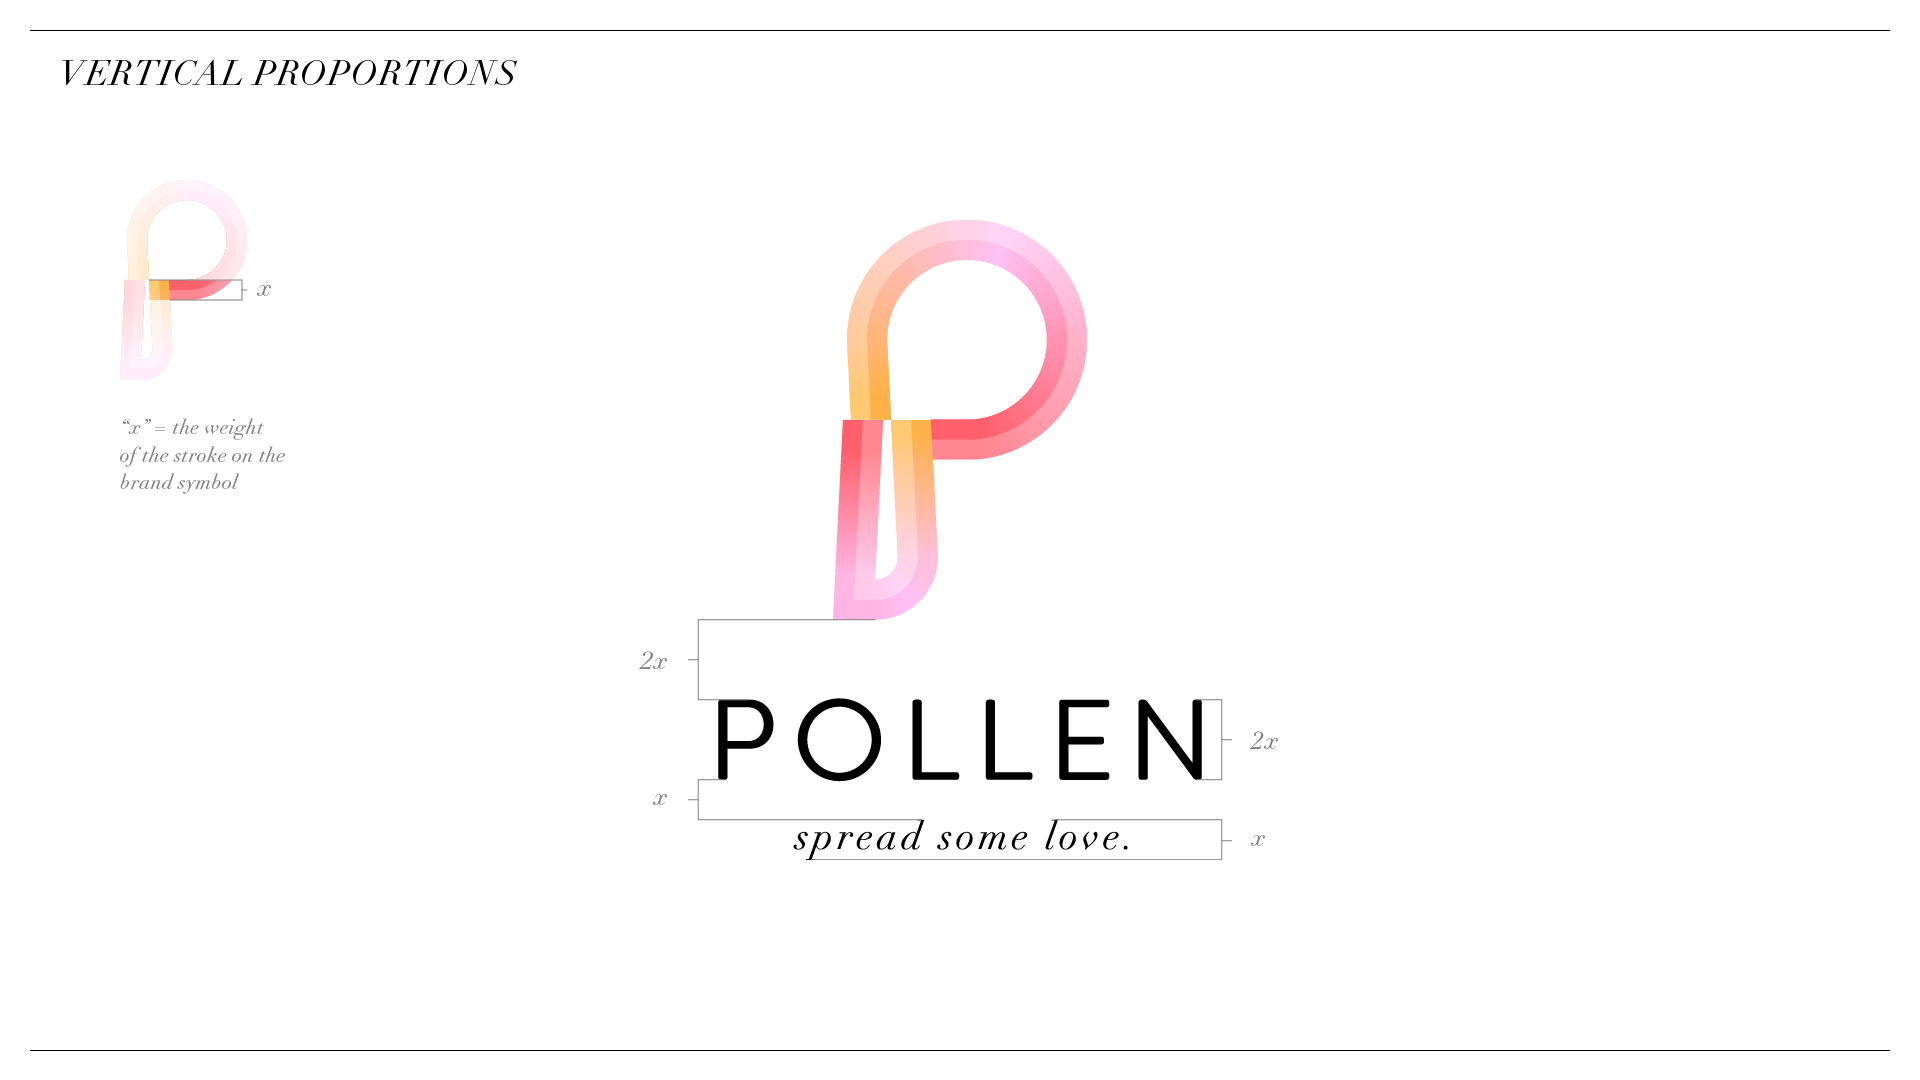 VERTICAL PROPORTIONS
x
“x” = the weight
of the stroke on the
brand symbol
2x
POLLEN
2x
x
spread some love.
x